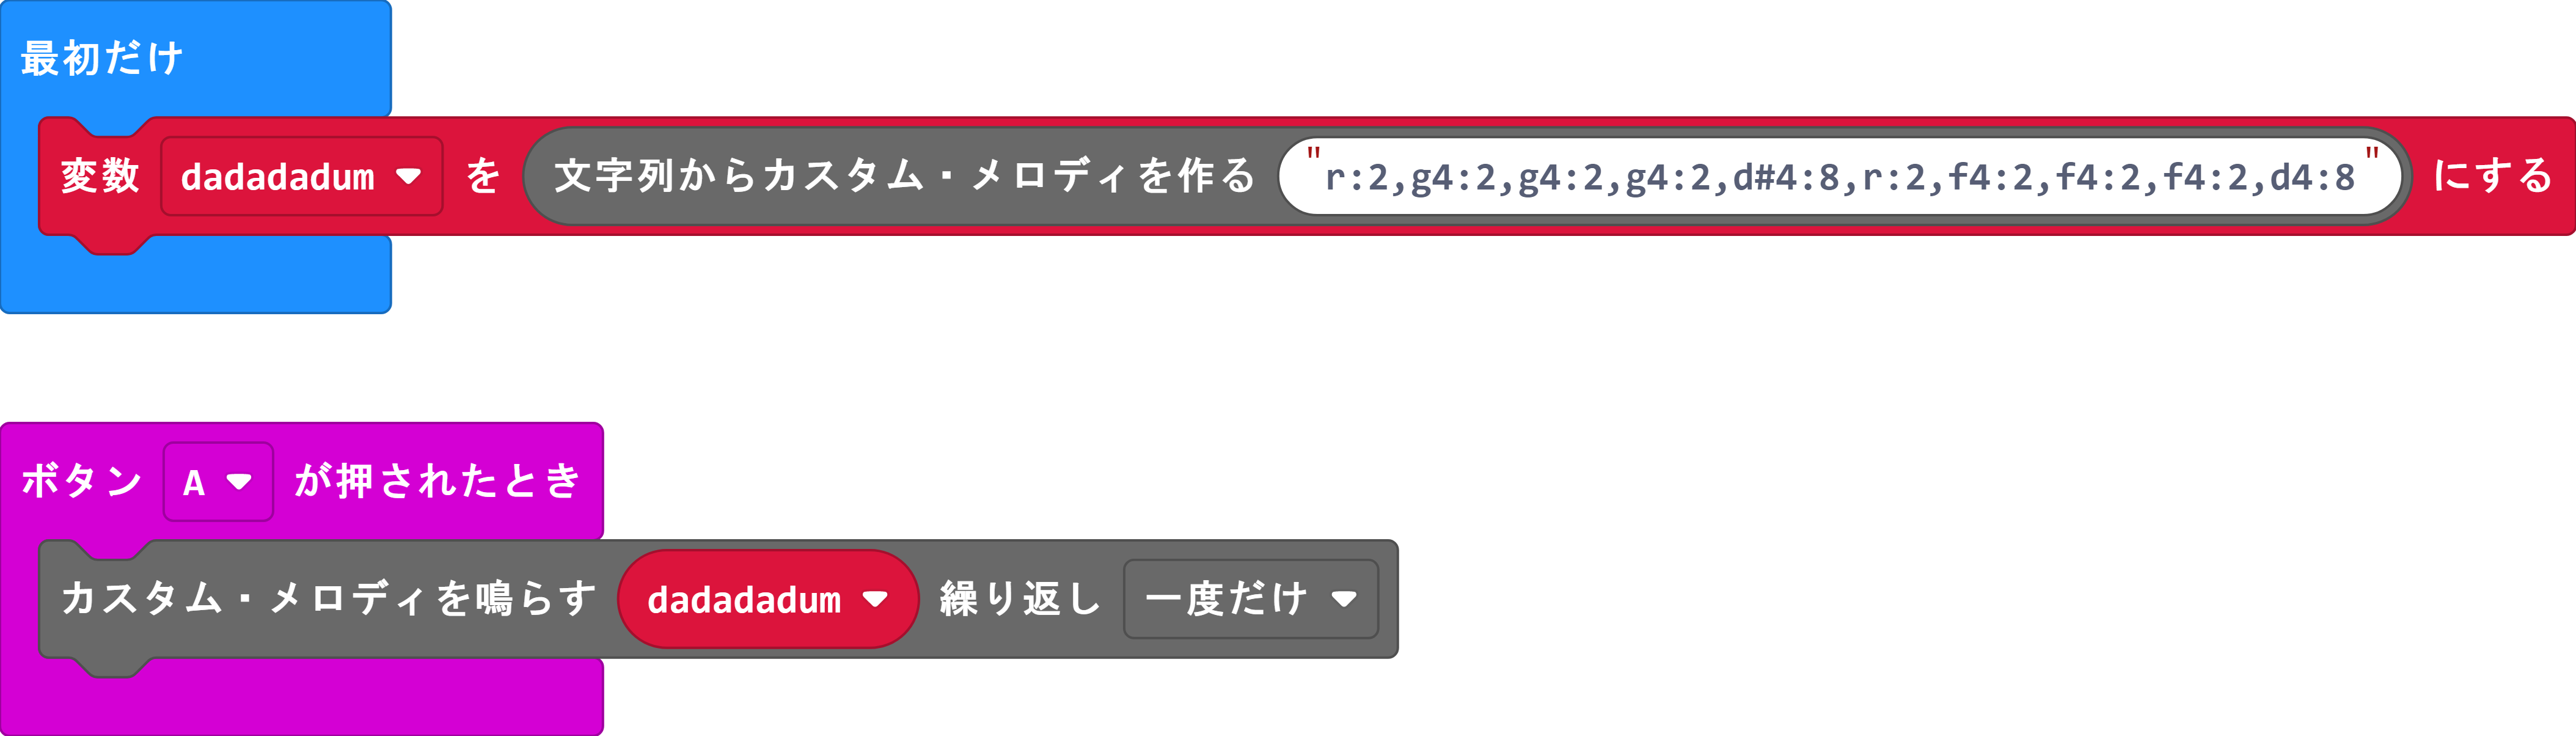 最初だけ
変数 dadadadum を 文字列からカスタム・メロディを作る "r:2,g4:2,g4:2,g4:2,d#4:8,r:2,f4:2,f4:2,f4:2,d4:8" にする
ボタン A が押されたとき
カスタム・メロディを鳴らす dadadadum 繰り返し 一度だけ